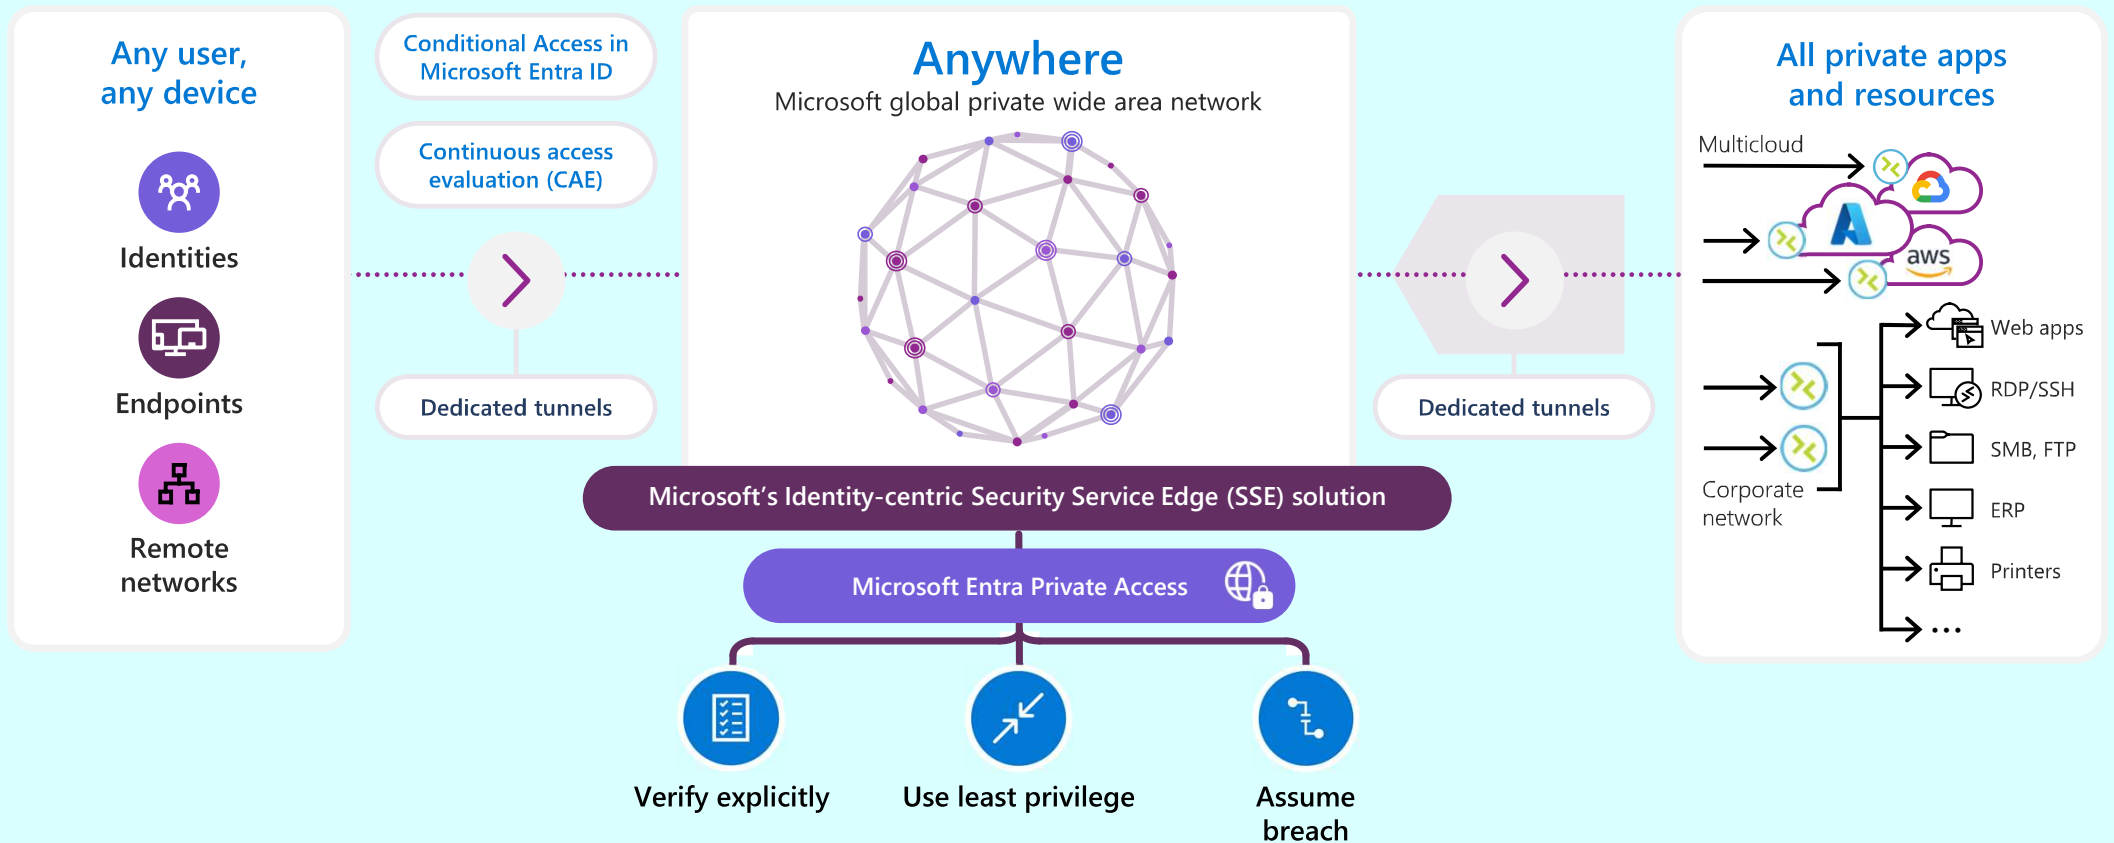 Any user,
any device
Identities
Endpoints
Remote
networks
Conditional Access in
Microsoft Entra ID
Continuous access
evaluation (CAE)
Dedicated tunnels
Anywhere
Microsoft global private wide area network
Dedicated tunnels
Microsoft’s Identity-centric Security Service Edge (SSE) solution
Microsoft Entra Private Access
Verify explicitly
Use least privilege
Assume
breach
All private apps
and resources
Multicloud
aws
Corporate
network
Web apps
RDP/SSH
SMB, FTP
ERP
Printers
...